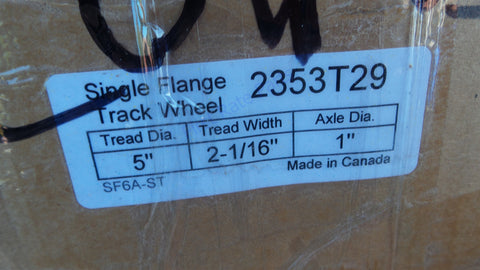 Single Flange 2353T29
Track Wheel
Tread Dia. Tread Width Axle Dia.
5" 2-1/16" 1"
SF6A-ST Made in Canada